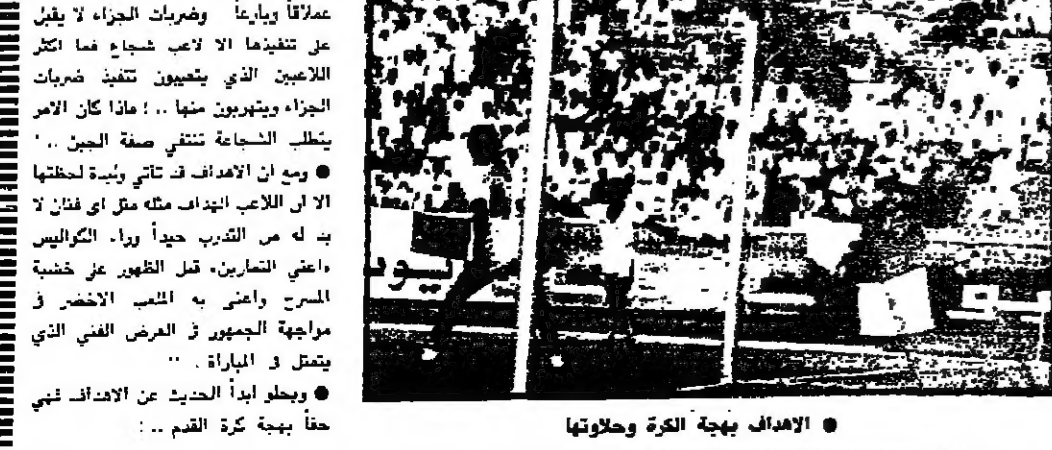 عملاقاً وبارعاً وضربات الجزاء لا يقبل
على تنفيذها الا لاعب شجاع فما اكثر
اللاعبين الذي يتهيبون تنفيذ ضربات
الجزاء ويتهربون منها .. ؛ فاذا كان الامر
يتطلب الشجاعة تنتفي صفة الجبن ..
● ومع ان الاهداف قد تأتي وليدة لحظتها
الا ان اللاعب الهداف مثله مثل اي فنان لا
بد له من التدرب جيداً وراء الكواليس
«اعني التمارين» قبل الظهور على خشبة
المسرح واعني به الملعب الاخضر في
مواجهة الجمهور في العرض الفني الذي
يتمثل في المباراة . ..
● ويحلو ابداً الحديث عن الاهداف فهي
حقاً بهجة كرة القدم .. :
● الاهداف بهجة الكرة وحلاوتها